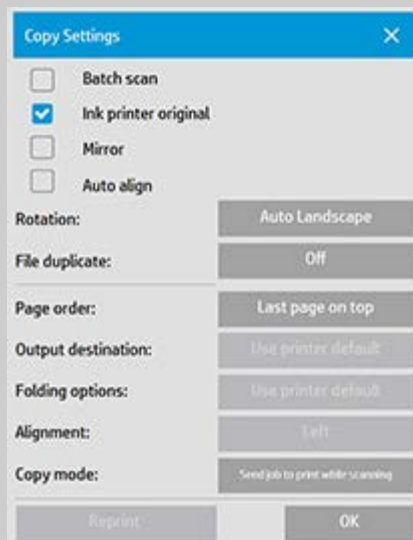 Copy Settings
Batch scan
Ink printer original
Mirror
Auto align
Rotation: Auto Landscape
File duplicate: Off
Page order: Last page on top
Output destination: Use printer default
Folding options: Use printer default
Alignment: Left
Copy mode: Send job to print while scanning
Reprint OK